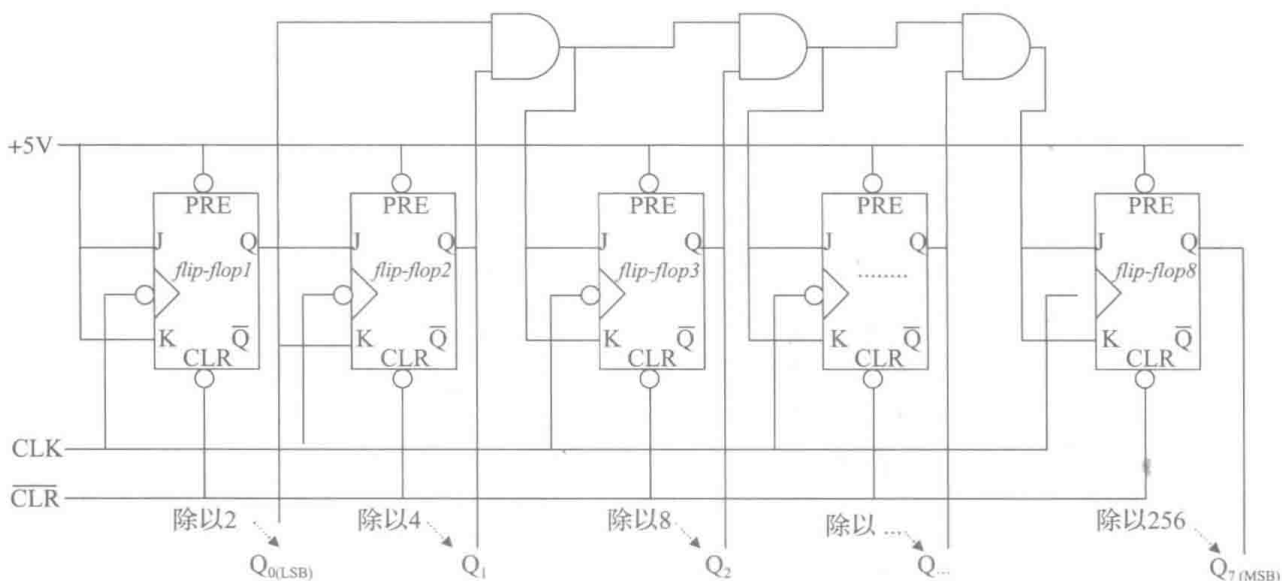 +5V
PRE PRE PRE PRE PRE
J Q J Q J Q J Q J Q
flip-flop1 flip-flop2 flip-flop3 ........ flip-flop8
K Q̅ K Q̅ K Q̅ K Q̅ K Q̅
CLR CLR CLR CLR CLR
CLK
C̅L̅R̅
除以2 除以4 除以8 除以 ... 除以256
Q0(LSB) Q1 Q2 Q... Q7 (MSB)